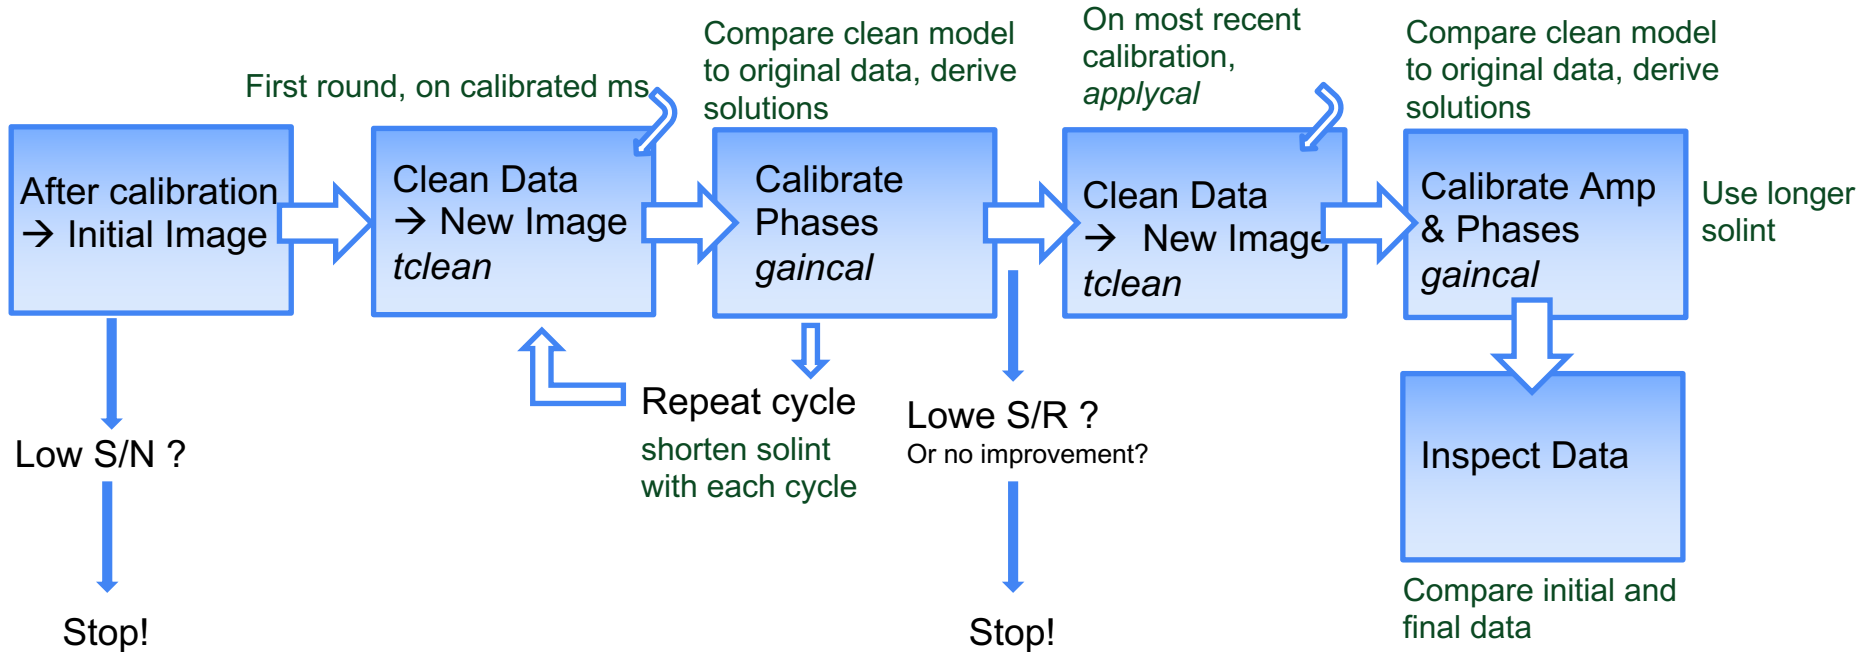 First round, on calibrated ms
After calibration
→ Initial Image
Low S/N ?
Stop!
Clean Data
→ New Image
tclean
Compare clean model
to original data, derive
solutions
Calibrate
Phases
gaincal
Repeat cycle
shorten solint
with each cycle
Lowe S/R ?
Or no improvement?
Stop!
On most recent
calibration,
applycal
Clean Data
→ New Image
tclean
Compare clean model
to original data, derive
solutions
Calibrate Amp
& Phases
gaincal
Use longer
solint
Inspect Data
Compare initial and
final data